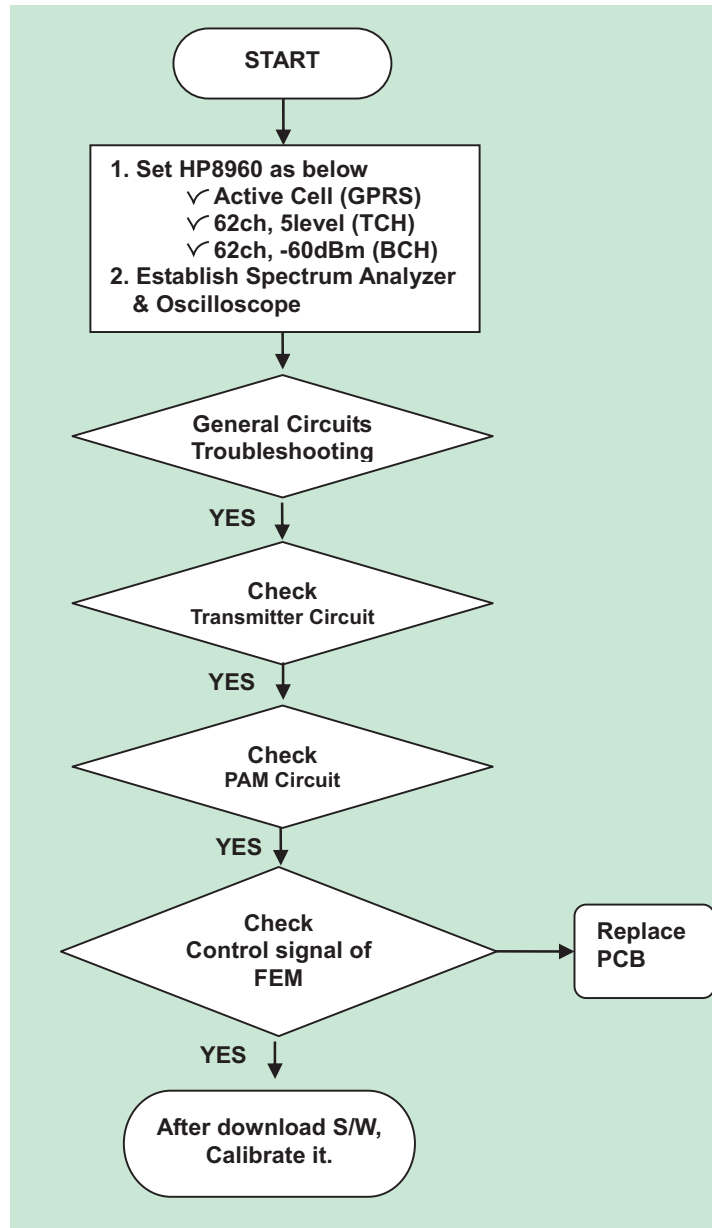 START
1. Set HP8960 as below
✓ Active Cell (GPRS)
✓ 62ch, 5level (TCH)
✓ 62ch, -60dBm (BCH)
2. Establish Spectrum Analyzer
& Oscilloscope
General Circuits
Troubleshooting
YES
Check
Transmitter Circuit
YES
Check
PAM Circuit
YES
Check
Control signal of
FEM
Replace
PCB
YES
After download S/W,
Calibrate it.